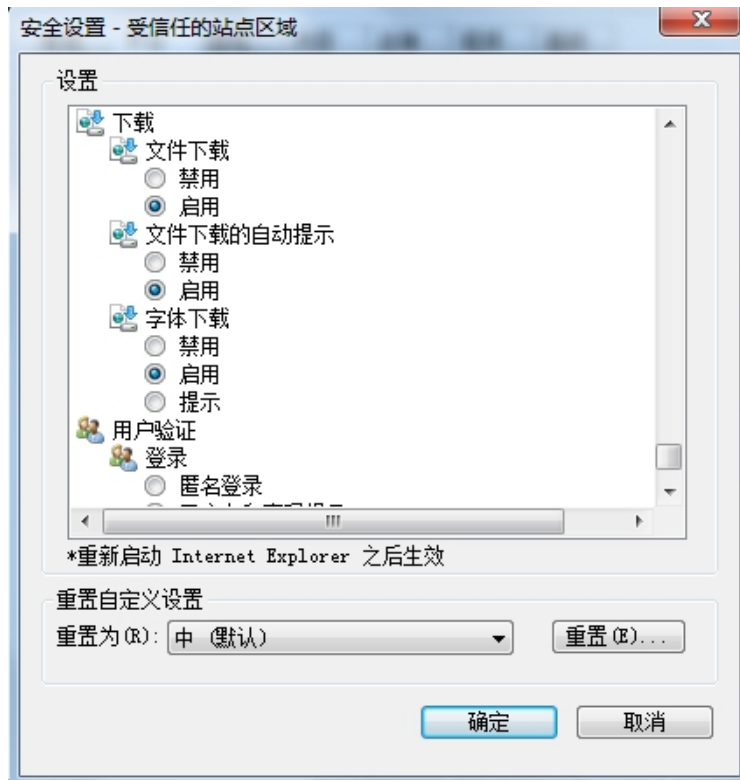 安全设置 - 受信任的站点区域
设置
下载
文件下载
禁用
启用
文件下载的自动提示
禁用
启用
字体下载
禁用
启用
提示
用户验证
登录
匿名登录
*重新启动 Internet Explorer 之后生效
重置自定义设置
重置为(R): 中 (默认) 重置(E)...
确定 取消